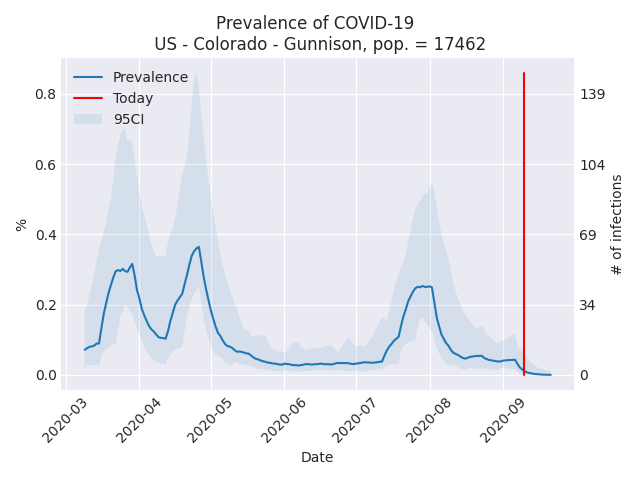 Prevalence of COVID-19
US - Colorado - Gunnison, pop. = 17462
Prevalence
Today
95CI
0.8
0.6
0.4
0.2
0.0
%
139
104
69
34
0
# of infections
2020-03
2020-04
2020-05
2020-06
2020-07
2020-08
2020-09
Date